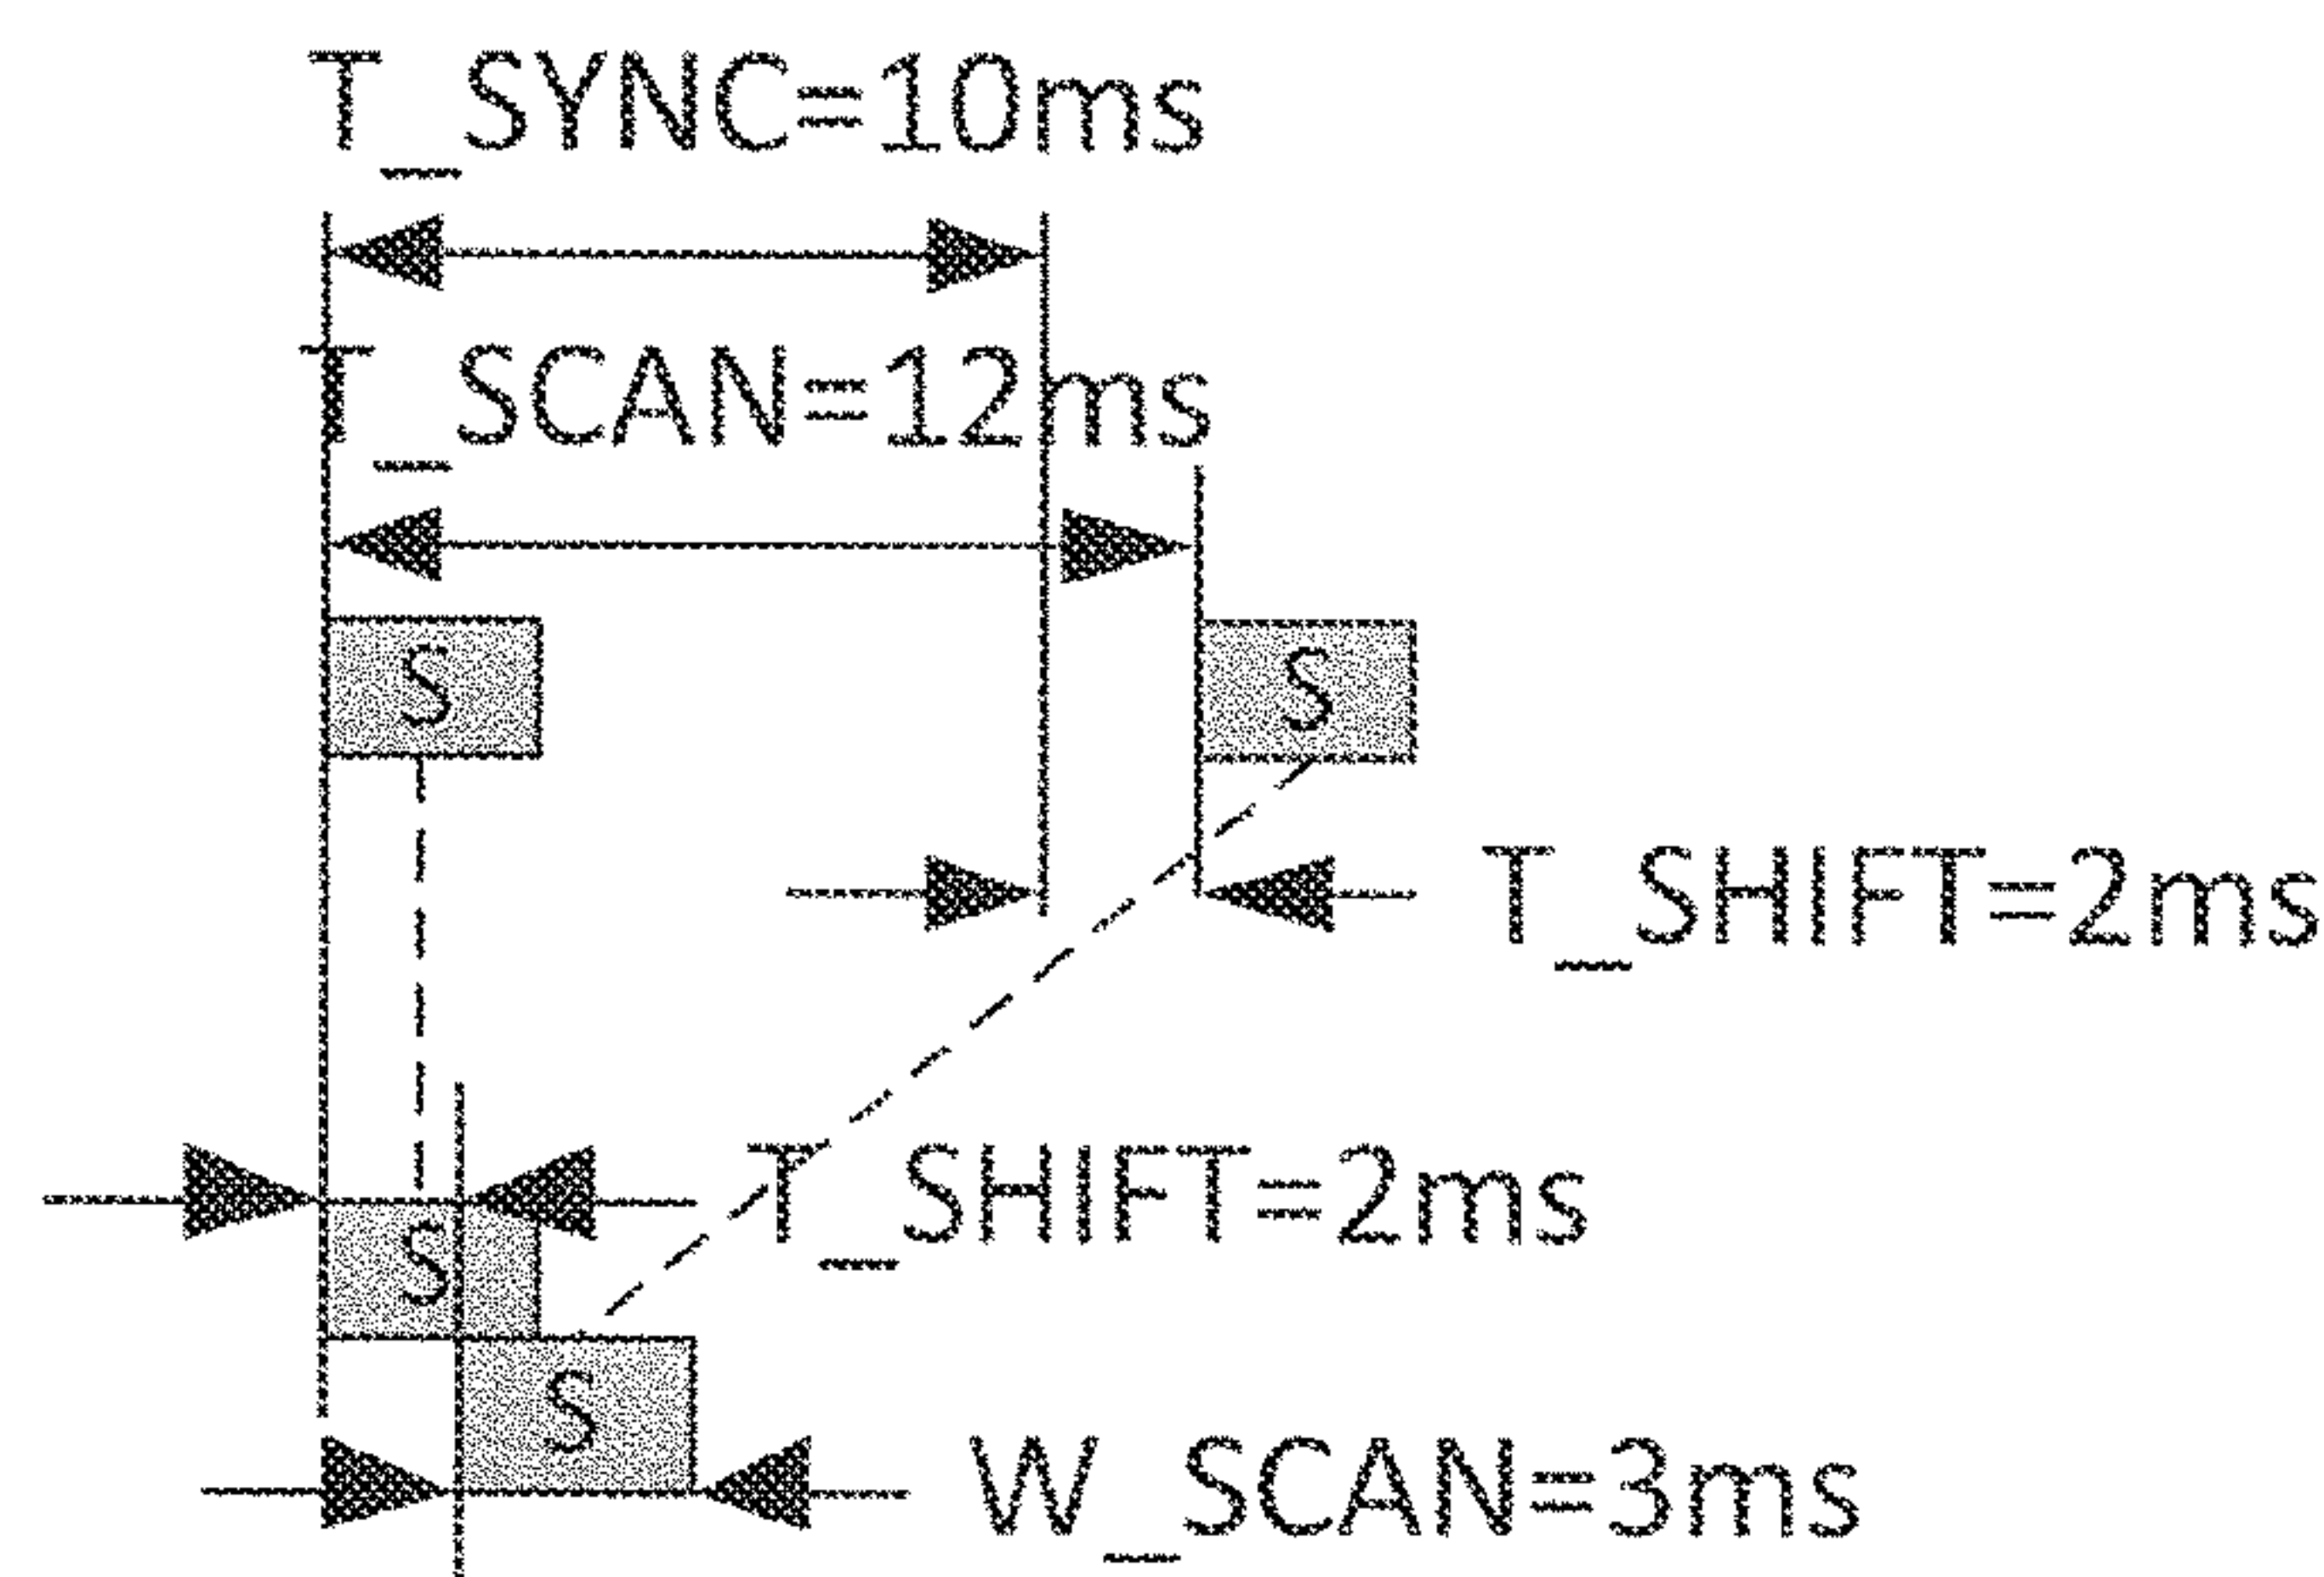 T_SYNC=10ms
T_SCAN=12ms
S
S
T_SHIFT=2ms
T_SHIFT=2ms
S
S
W_SCAN=3ms